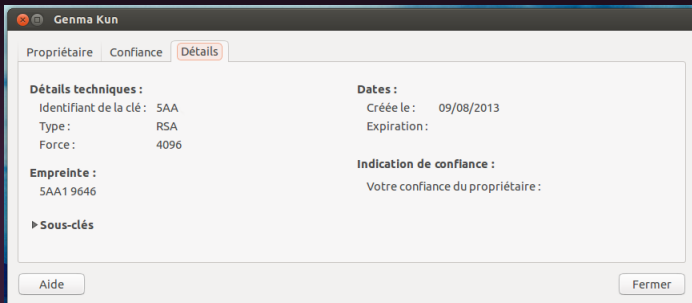 Genma Kun
Propriétaire Confiance Détails
Détails techniques :
Identifiant de la clé : 5AA
Type : RSA
Force : 4096
Empreinte :
5AA1 9646
Sous-clés
Dates :
Créée le : 09/08/2013
Expiration :
Indication de confiance :
Votre confiance du propriétaire :
Aide Fermer